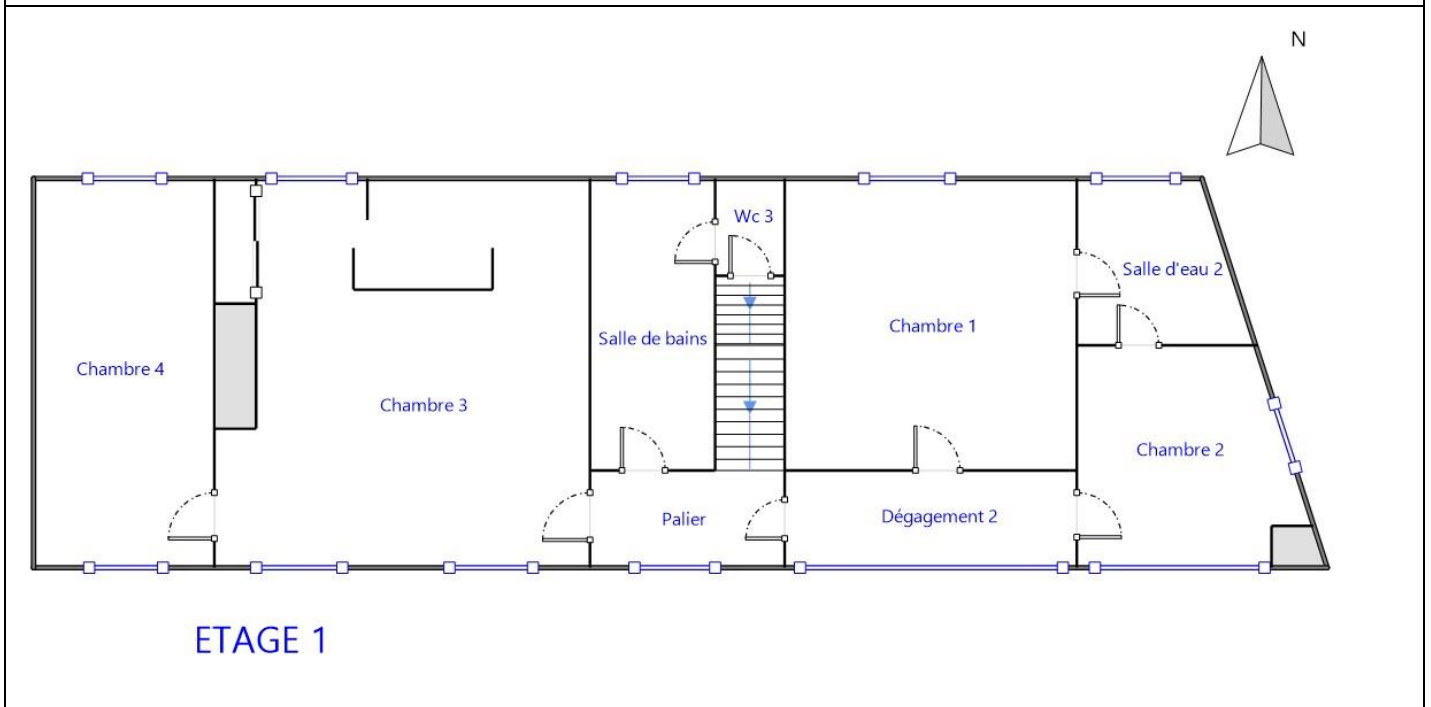 N
Wc 3
Salle d'eau 2
Chambre 1
Salle de bains
Chambre 4
Chambre 3
Chambre 2
Palier
Dégagement 2
ETAGE 1